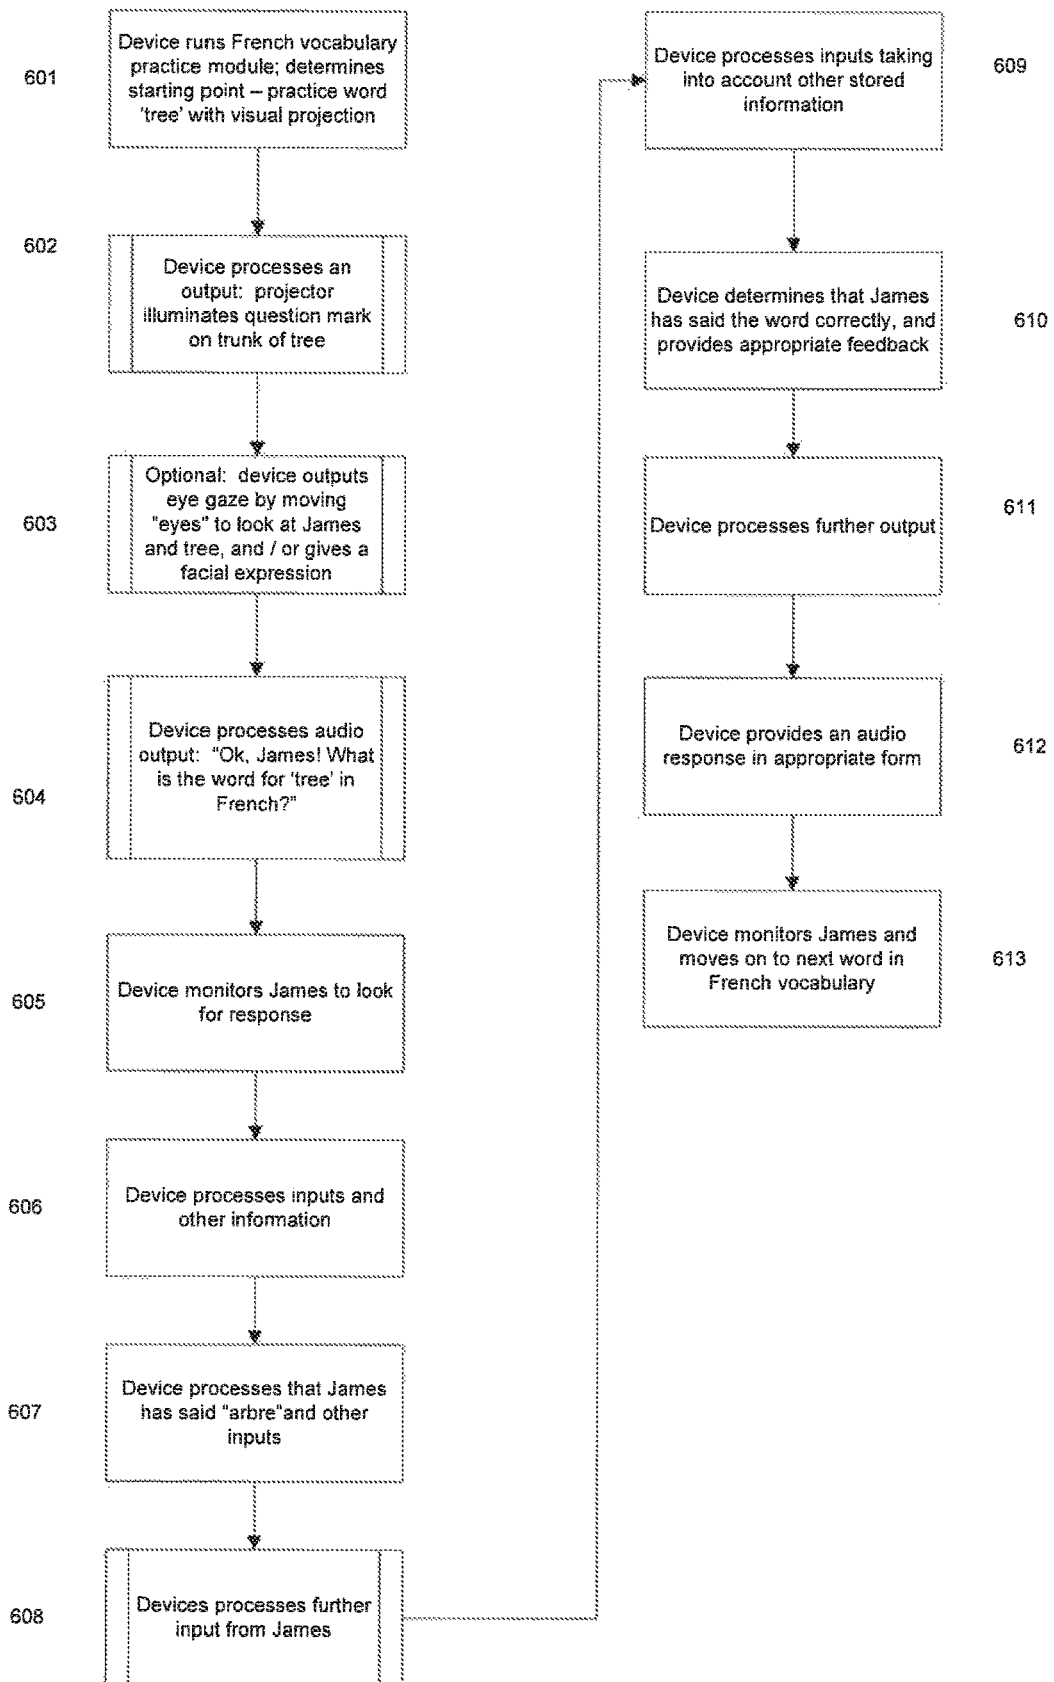 601
Device runs French vocabulary
practice module; determines
starting point – practice word
'tree' with visual projection
602
Device processes an
output: projector
illuminates question mark
on trunk of tree
603
Optional: device outputs
eye gaze by moving
"eyes" to look at James
and tree, and / or gives a
facial expression
604
Device processes audio
output: "Ok, James! What
is the word for 'tree' in
French?"
605
Device monitors James to look
for response
606
Device processes inputs and
other information
607
Device processes that James
has said "arbre"and other
inputs
608
Devices processes further
input from James
609
Device processes inputs taking
into account other stored
information
610
Device determines that James
has said the word correctly, and
provides appropriate feedback
611
Device processes further output
612
Device provides an audio
response in appropriate form
613
Device monitors James and
moves on to next word in
French vocabulary